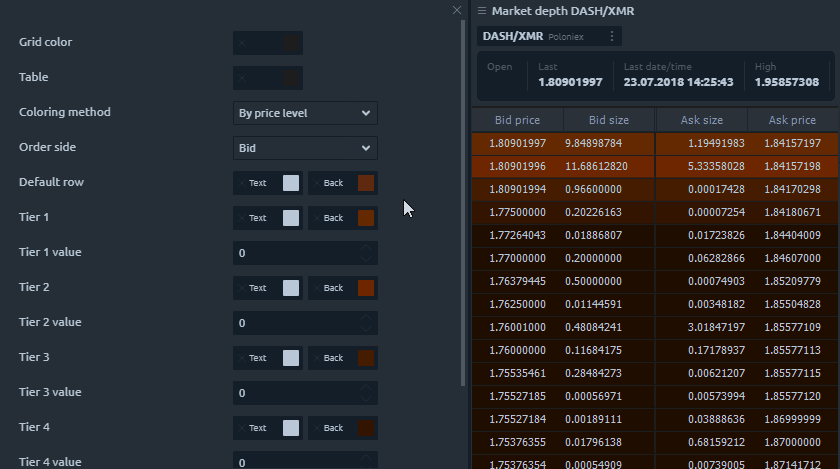 Grid color
Table
Coloring method By price level
Order side Bid
Default row Text Back
Tier 1 Text Back
Tier 1 value 0
Tier 2 Text Back
Tier 2 value 0
Tier 3 Text Back
Tier 3 value 0
Tier 4 Text Back
Tier 4 value 0
Market depth DASH/XMR
DASH/XMR Poloniex
Open Last Last date/time High
1.80901997 23.07.2018 14:25:43 1.95857308
Bid price Bid size Ask size Ask price
1.80901997 9.84898784 1.19491983 1.84157197
1.80901996 11.68612820 5.33358028 1.84157198
1.80901994 0.96600000 0.00017428 1.84170298
1.77500000 0.20226163 0.00007254 1.84180671
1.77264043 0.01886807 0.01723826 1.84404009
1.77000000 0.20000000 0.06282866 1.84607000
1.76379445 0.50000000 0.00074903 1.85209779
1.76250000 0.01144591 0.00348182 1.85504828
1.76001000 0.48084241 3.01847197 1.85577109
1.76000000 0.11684175 0.17178937 1.85577113
1.75535461 0.28484273 0.00621207 1.85577115
1.75527185 0.00056971 0.00573994 1.85577120
1.75527184 0.00189111 0.03888636 1.86999999
1.75376355 0.01796138 0.68159212 1.87000000
1.75376354 0.00054909 0.00739005 1.87141712